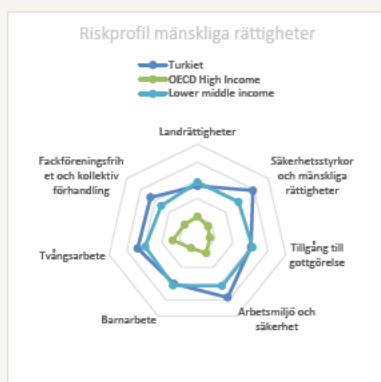 Riskprofil mänskliga rättigheter
Turkiet
OECD High Income
Lower middle income
Landrättigheter
Säkerhetsstyrkor
och mänskliga
rättigheter
Tillgång till
gottgörelse
Arbetsmiljö och
säkerhet
Barnarbete
Tvångsarbete
Fackföreningsfrih
et och kollektiv
förhandling